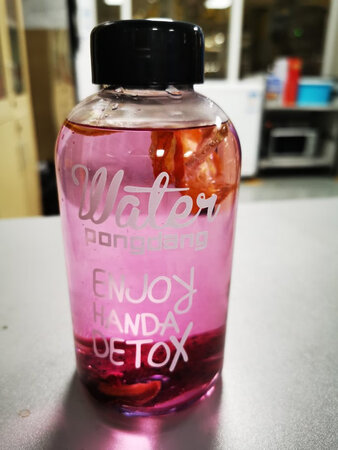 Water
pongdang
ENJOY
HANDA
DETOX